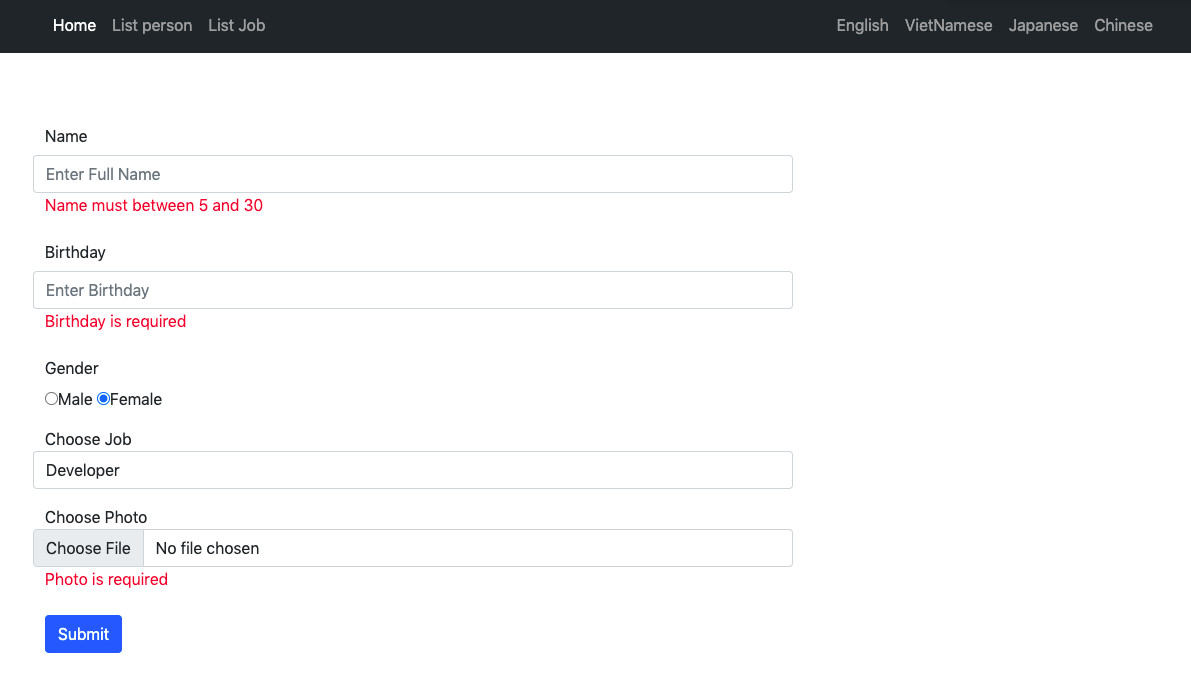 Home List person List Job English VietNamese Japanese Chinese
Name
Enter Full Name
Name must between 5 and 30
Birthday
Enter Birthday
Birthday is required
Gender
Male Female
Choose Job
Developer
Choose Photo
Choose File No file chosen
Photo is required
Submit